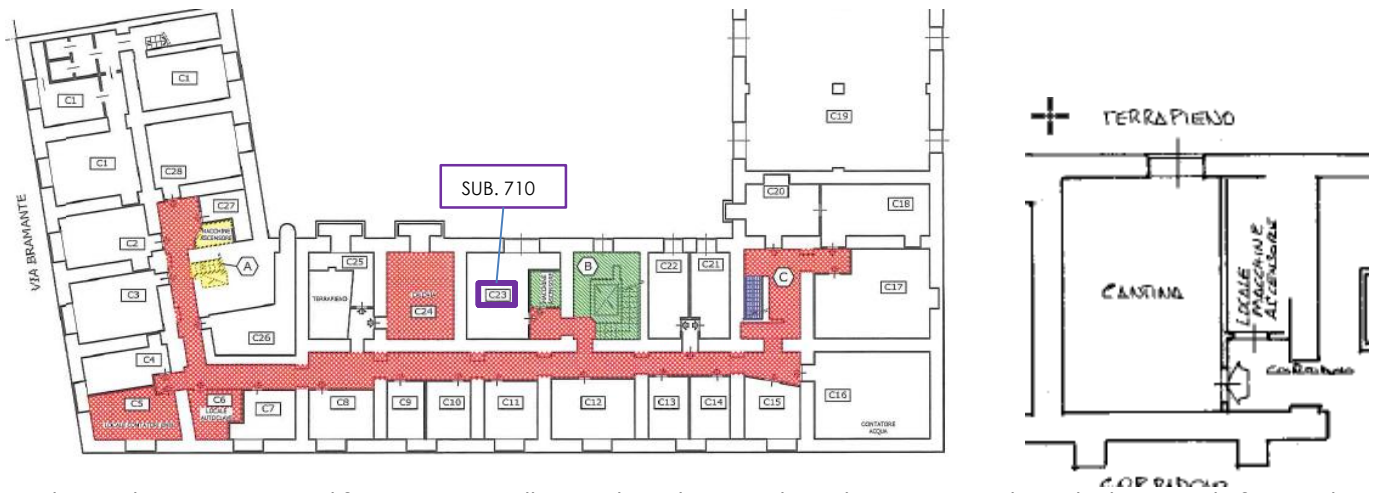 C1
C1
C19
C1
C28
SUB. 710
C20
VIA BRAMANTE
C27
C18
MACCHINE
ASCENSORE
C2
A
C25
B
C22
C21
C
C3
TERRAPIENO
C23
C17
C24
C26
C4
C5
C6
LOCALE
AUTOCLAVE
C7
C8
C9
C10
C11
C12
C13
C14
C15
C16
CONTATORE
ACQUA
TERRAPIENO
CANTINA
LOCALE
MACCHINE
ASCENSORE
CORRIDOIO
CORRIDOIO